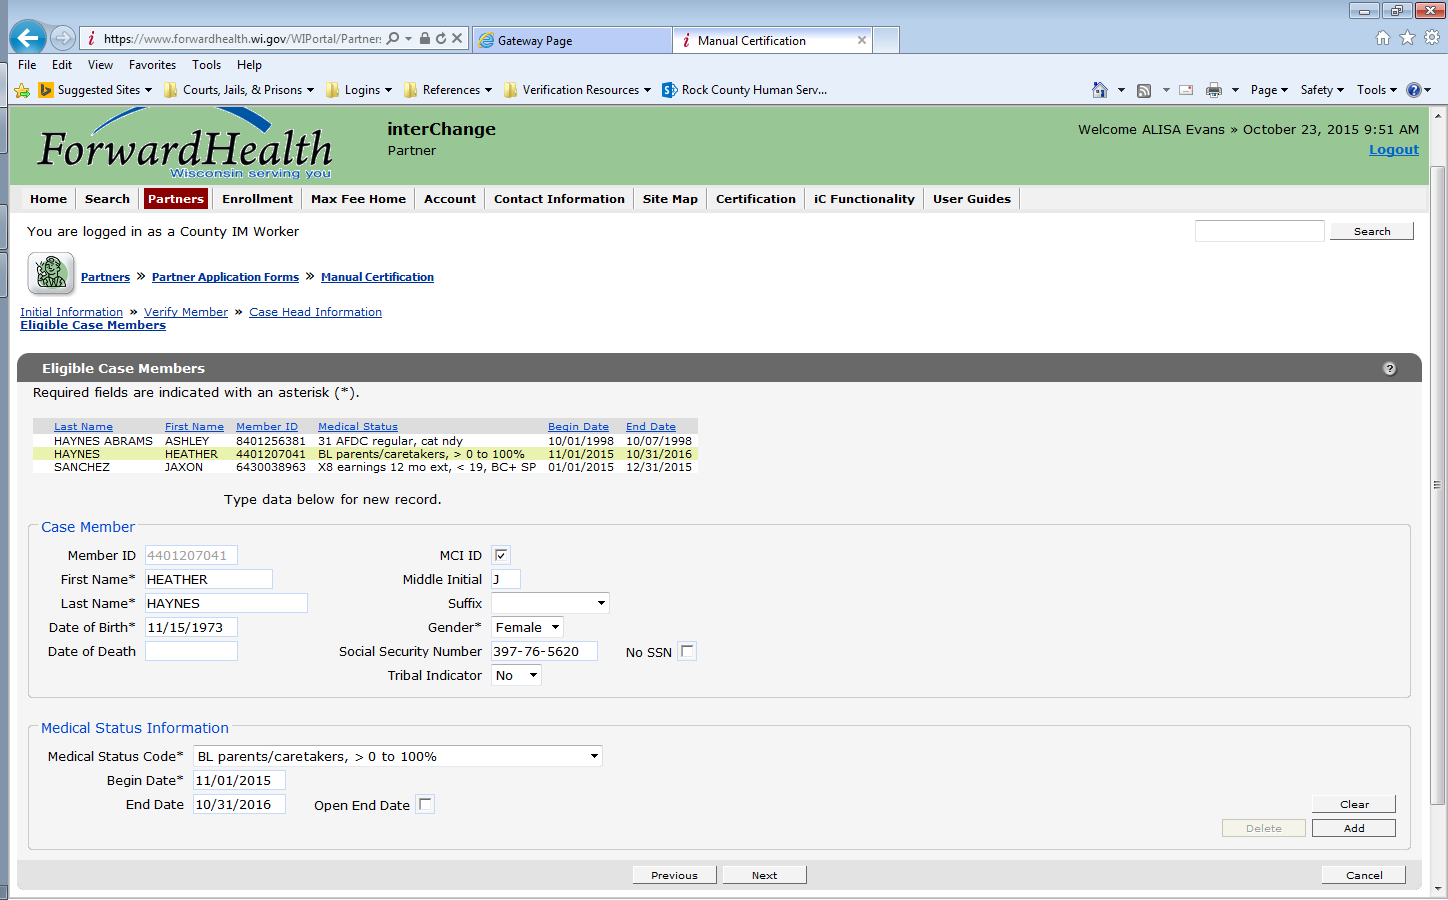 https://www.forwardhealth.wi.gov/WIPortal/Partner
Gateway Page
Manual Certification
File Edit View Favorites Tools Help
Suggested Sites Courts, Jails, & Prisons Logins References Verification Resources Rock County Human Serv... Page Safety Tools
ForwardHealth
Wisconsin serving you
interChange
Partner
Welcome ALISA Evans » October 23, 2015 9:51 AM
Logout
Home Search Partners Enrollment Max Fee Home Account Contact Information Site Map Certification iC Functionality User Guides
You are logged in as a County IM Worker
Search
Partners » Partner Application Forms » Manual Certification
Initial Information » Verify Member » Case Head Information
Eligible Case Members
Eligible Case Members
?
Required fields are indicated with an asterisk (*).
Last Name First Name Member ID Medical Status Begin Date End Date
HAYNES ABRAMS ASHLEY 8401256381 31 AFDC regular, cat ndy 10/01/1998 10/07/1998
HAYNES HEATHER 4401207041 BL parents/caretakers, > 0 to 100% 11/01/2015 10/31/2016
SANCHEZ JAXON 6430038963 X8 earnings 12 mo ext, < 19, BC+ SP 01/01/2015 12/31/2015
Type data below for new record.
Case Member
Member ID 4401207041 MCI ID
First Name* HEATHER Middle Initial J
Last Name* HAYNES Suffix
Date of Birth* 11/15/1973 Gender* Female
Date of Death Social Security Number 397-76-5620 No SSN
Tribal Indicator No
Medical Status Information
Medical Status Code* BL parents/caretakers, > 0 to 100%
Begin Date* 11/01/2015
End Date 10/31/2016 Open End Date
Clear
Delete Add
Previous Next Cancel